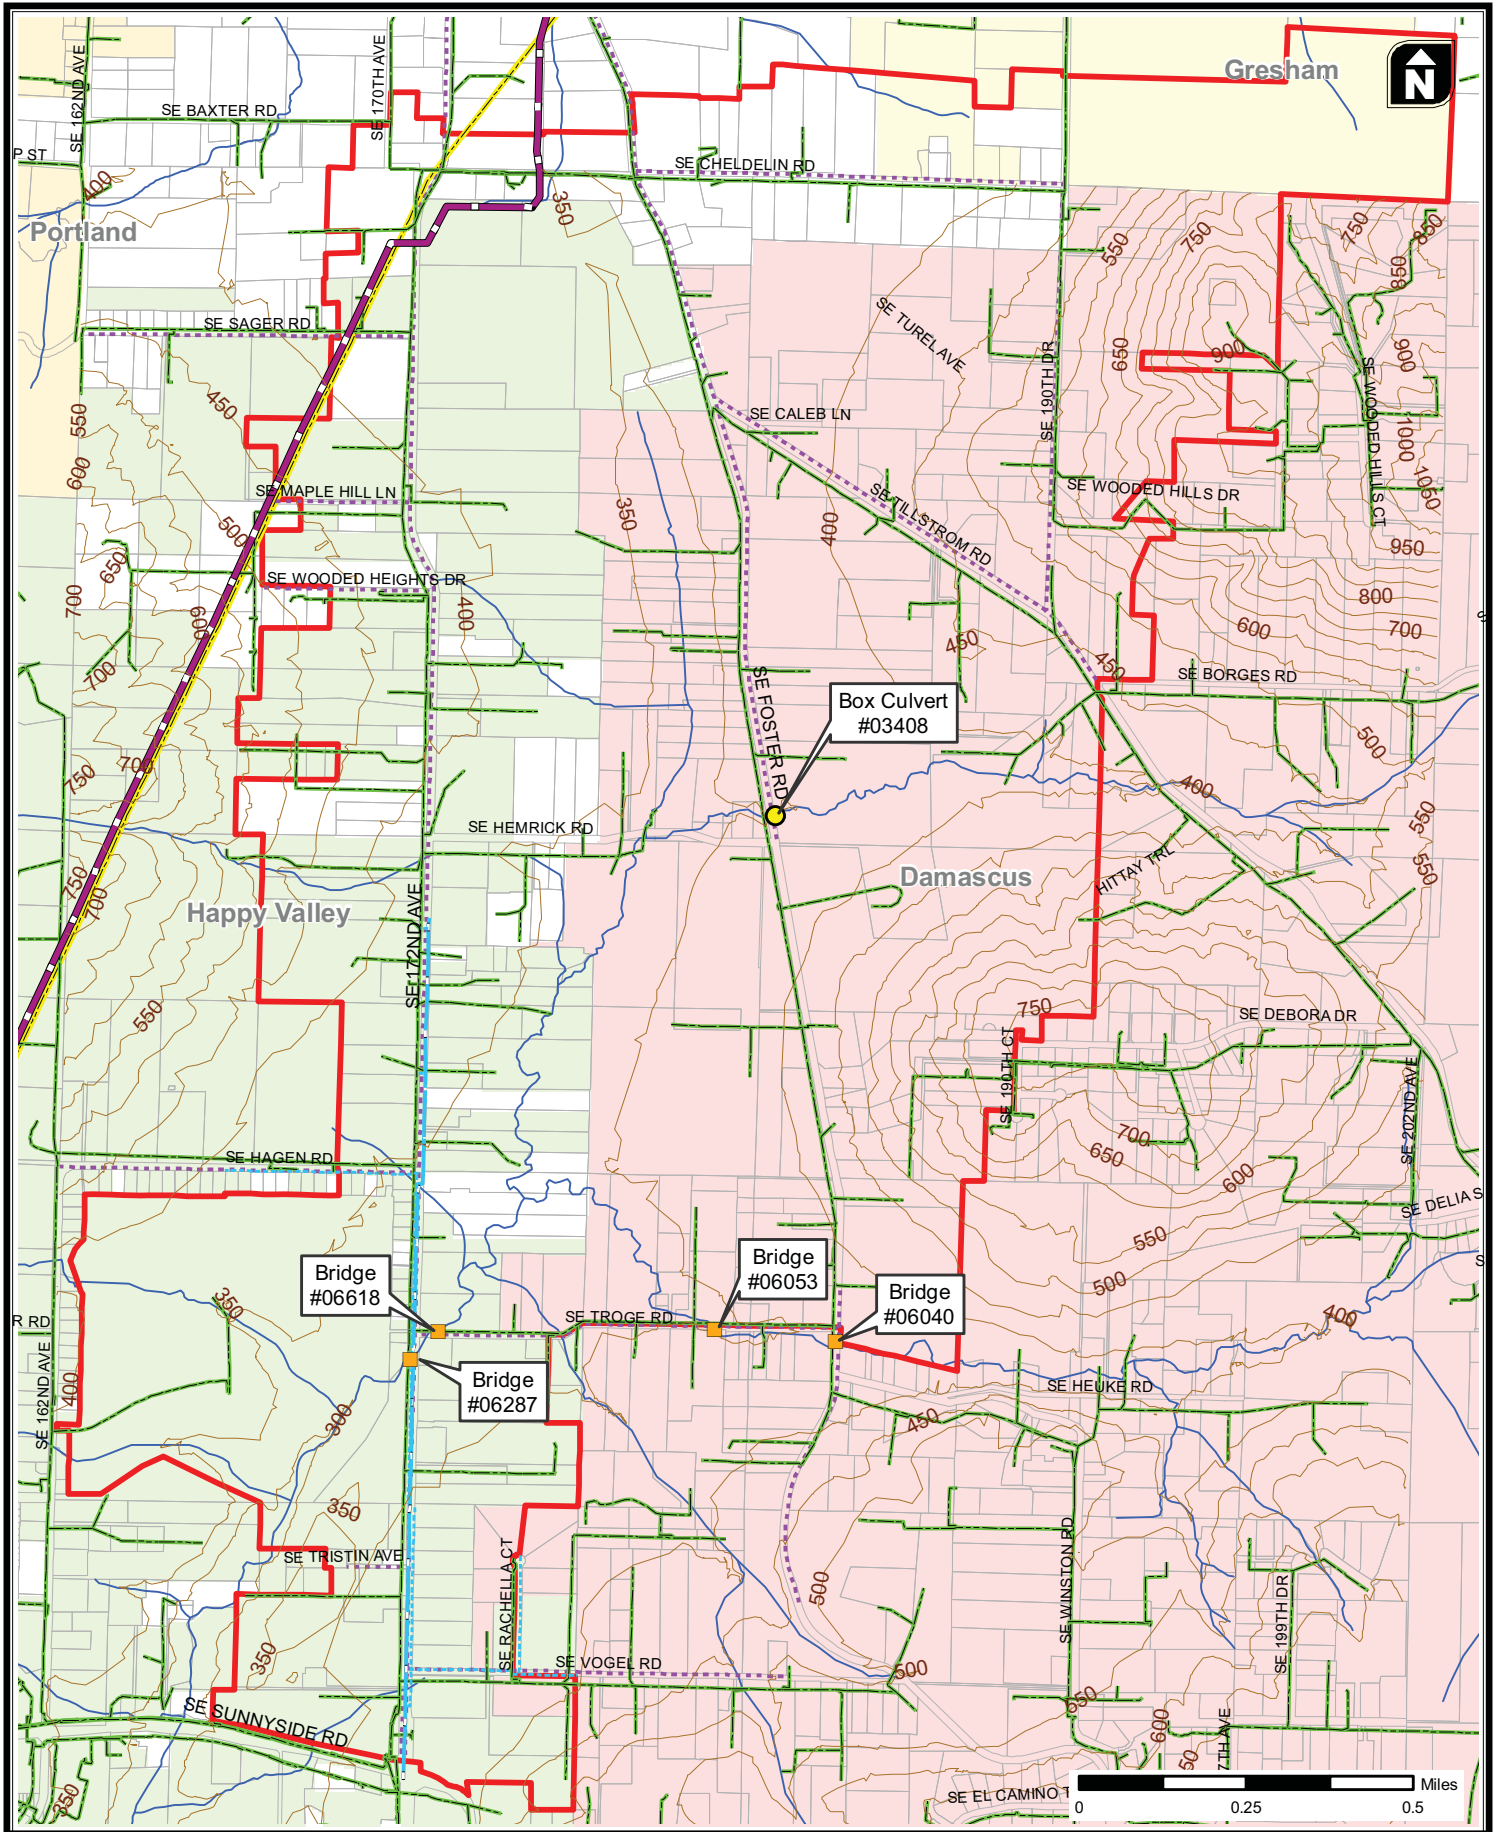 Gresham
N
SE 162ND AVE
SE 170TH AVE
SE BAXTER RD
P ST
SE CHELDELIN RD
400
350
Portland
550
750
750
850
850
SE SAGER RD
SE TURELAVE
SE 190TH DR
650
900
900
450
SE CALEB LN
SE WOODED HILLS CT
550
600
1000
1050
SE MAPLE HILL LN
SE TILLSTROM RD
SE WOODED HILLS DR
500
350
400
950
650
700
SE WOODED HEIGHTS DR
600
400
800
600
700
450
450
700
SE BORGES RD
SE FOSTER RD
Box Culvert
#03408
500
750
700
400
550
SE HEMRICK RD
HITTAY TRL
550
750
700
Damascus
Happy Valley
SE 172ND AVE
550
750
SE DEBORA DR
SE 190TH CT
SE 202ND AVE
SE HAGEN RD
700
650
600
SE DELIA S
550
500
Bridge
#06618
Bridge
#06053
Bridge
#06040
350
SE TROGE RD
400
R RD
SE 162ND AVE
400
Bridge
#06287
SE HEUKE RD
300
450
350
SE TRISTIN AVE
SE RACHELLA CT
SE WINSTON RD
500
SE 199TH DR
350
SE VOGEL RD
500
SE SUNNYSIDE RD
550
600
50
7TH AVE
350
SE EL CAMINO T
Miles
0
0.25
0.5